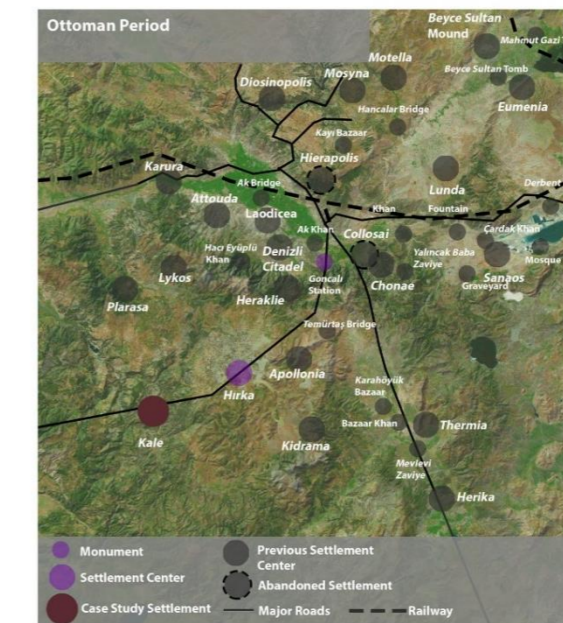 Ottoman Period
Beyce Sultan
Mound
Mahmut Gazi
Motella
Mosyna
Beyce Sultan Tomb
Diosinopolis
Eumenia
Hancalar Bridge
Kayı Bazaar
Hierapolis
Karura
Lunda
Derbent
Ak Bridge
Attouda
Khan
Fountain
Laodicea
Ak Khan
Collosai
Çardak Khan
Hacı Eyüplü
Khan
Denizli
Citadel
Yalıncak Baba
Zaviye
Mosque
Lykos
Goncalı
Station
Chonae
Sanaos
Graveyard
Plarasa
Heraklie
Temürtaş Bridge
Apollonia
Hırka
Karahöyük
Bazaar
Kale
Bazaar Khan
Thermia
Kidrama
Mevlevi
Zaviye
Herika
Monument
Previous Settlement
Center
Settlement Center
Abandoned Settlement
Case Study Settlement
Major Roads
Railway